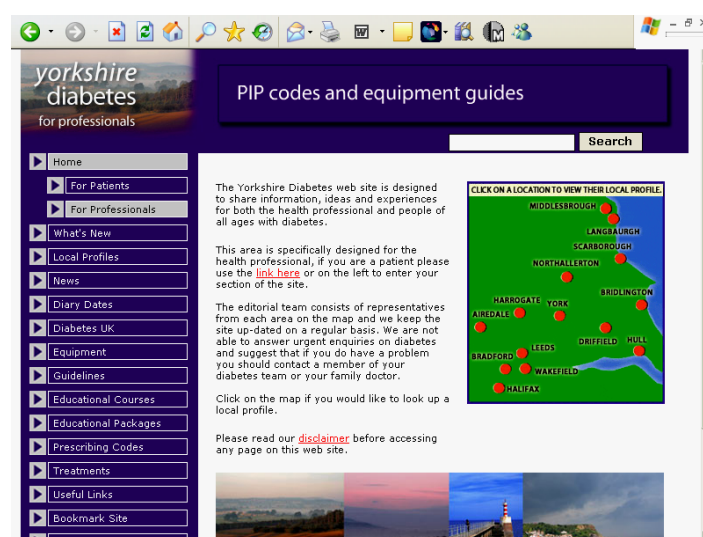 yorkshire
diabetes
for professionals
PIP codes and equipment guides
Search
Home
For Patients
For Professionals
What's New
Local Profiles
News
Diary Dates
Diabetes UK
Equipment
Guidelines
Educational Courses
Educational Packages
Prescribing Codes
Treatments
Useful Links
Bookmark Site
The Yorkshire Diabetes web site is designed
to share information, ideas and experiences
for both the health professional and people of
all ages with diabetes.
This area is specifically designed for the
health professional, if you are a patient please
use the link here or on the left to enter your
section of the site.
The editorial team consists of representatives
from each area on the map and we keep the
site up-dated on a regular basis. We are not
able to answer urgent enquiries on diabetes
and suggest that if you do have a problem
you should contact a member of your
diabetes team or your family doctor.
Click on the map if you would like to look up a
local profile.
Please read our disclaimer before accessing
any page on this web site.
CLICK ON A LOCATION TO VIEW THEIR LOCAL PROFILE.
MIDDLESBROUGH
LANGBAURGH
SCARBOROUGH
NORTHALLERTON
BRIDLINGTON
HARROGATE
YORK
AIREDALE
DRIFFIELD
HULL
LEEDS
BRADFORD
WAKEFIELD
HALIFAX